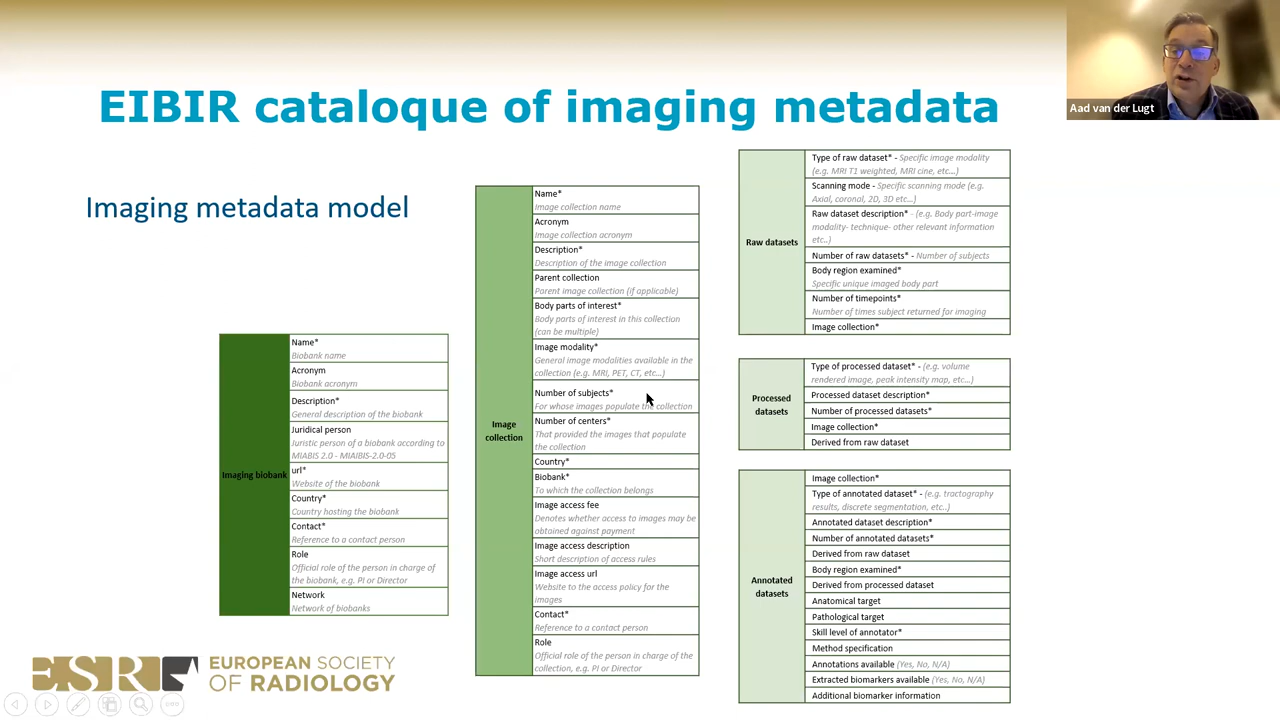 EIBIR cataloque of imaging metadata
Aad van der Lugt
Imaging metadata model
Imaging biobank
Name*
Biobank name
Acronym
Biobank acronym
Description*
General description of the biobank
Juridical person
Juristic person of a biobank according to
MIABIS 2.0 - MIAIBIS-2.0-05
url*
Website of the biobank
Country*
Country hosting the biobank
Contact*
Reference to a contact person
Role
Official role of the person in charge of
the biobank, e.g. PI or Director
Network
Network of biobanks
Image
collection
Name*
Image collection name
Acronym
Image collection acronym
Description*
Description of the image collection
Parent collection
Parent image collection (if applicable)
Body parts of interest*
Body parts of interest in this collection
(can be multiple)
Image modality*
General image modalities available in the
collection (e.g. MRI, PET, CT, etc...)
Number of subjects*
For whose images populate the collection
Number of centers*
That provided the images that populate
the collection
Country*
Biobank*
To which the collection belongs
Image access fee
Denotes whether access to images may be
obtained against payment
Image access description
Short description of access rules
Image access url
Website to the access policy for the
images
Contact*
Reference to a contact person
Role
Official role of the person in charge of the
collection, e.g. PI or Director
Raw datasets
Type of raw dataset* - Specific image modality
(e.g. MRI T1 weighted, MRI cine, etc...)
Scanning mode - Specific scanning mode (e.g.
Axial, coronal, 2D, 3D etc...)
Raw dataset description* - (e.g. Body part-image
modality- technique- other relevant information
etc..)
Number of raw datasets* - Number of subjects
Body region examined*
Specific unique imaged body part
Number of timepoints*
Number of times subject returned for imaging
Image collection*
Processed
datasets
Type of processed dataset* - (e.g. volume
rendered image, peak intensity map, etc...)
Processed dataset description*
Number of processed datasets*
Image collection*
Derived from raw dataset
Annotated
datasets
Image collection*
Type of annotated dataset* - (e.g. tractography
results, discrete segmentation, etc..)
Annotated dataset description*
Number of annotated datasets*
Derived from raw dataset
Body region examined*
Derived from processed dataset
Anatomical target
Pathological target
Skill level of annotator*
Method specification
Annotations available (Yes, No, N/A)
Extracted biomarkers available (Yes, No, N/A)
Additional biomarker information
ESR EUROPEAN SOCIETY
OF RADIOLOGY